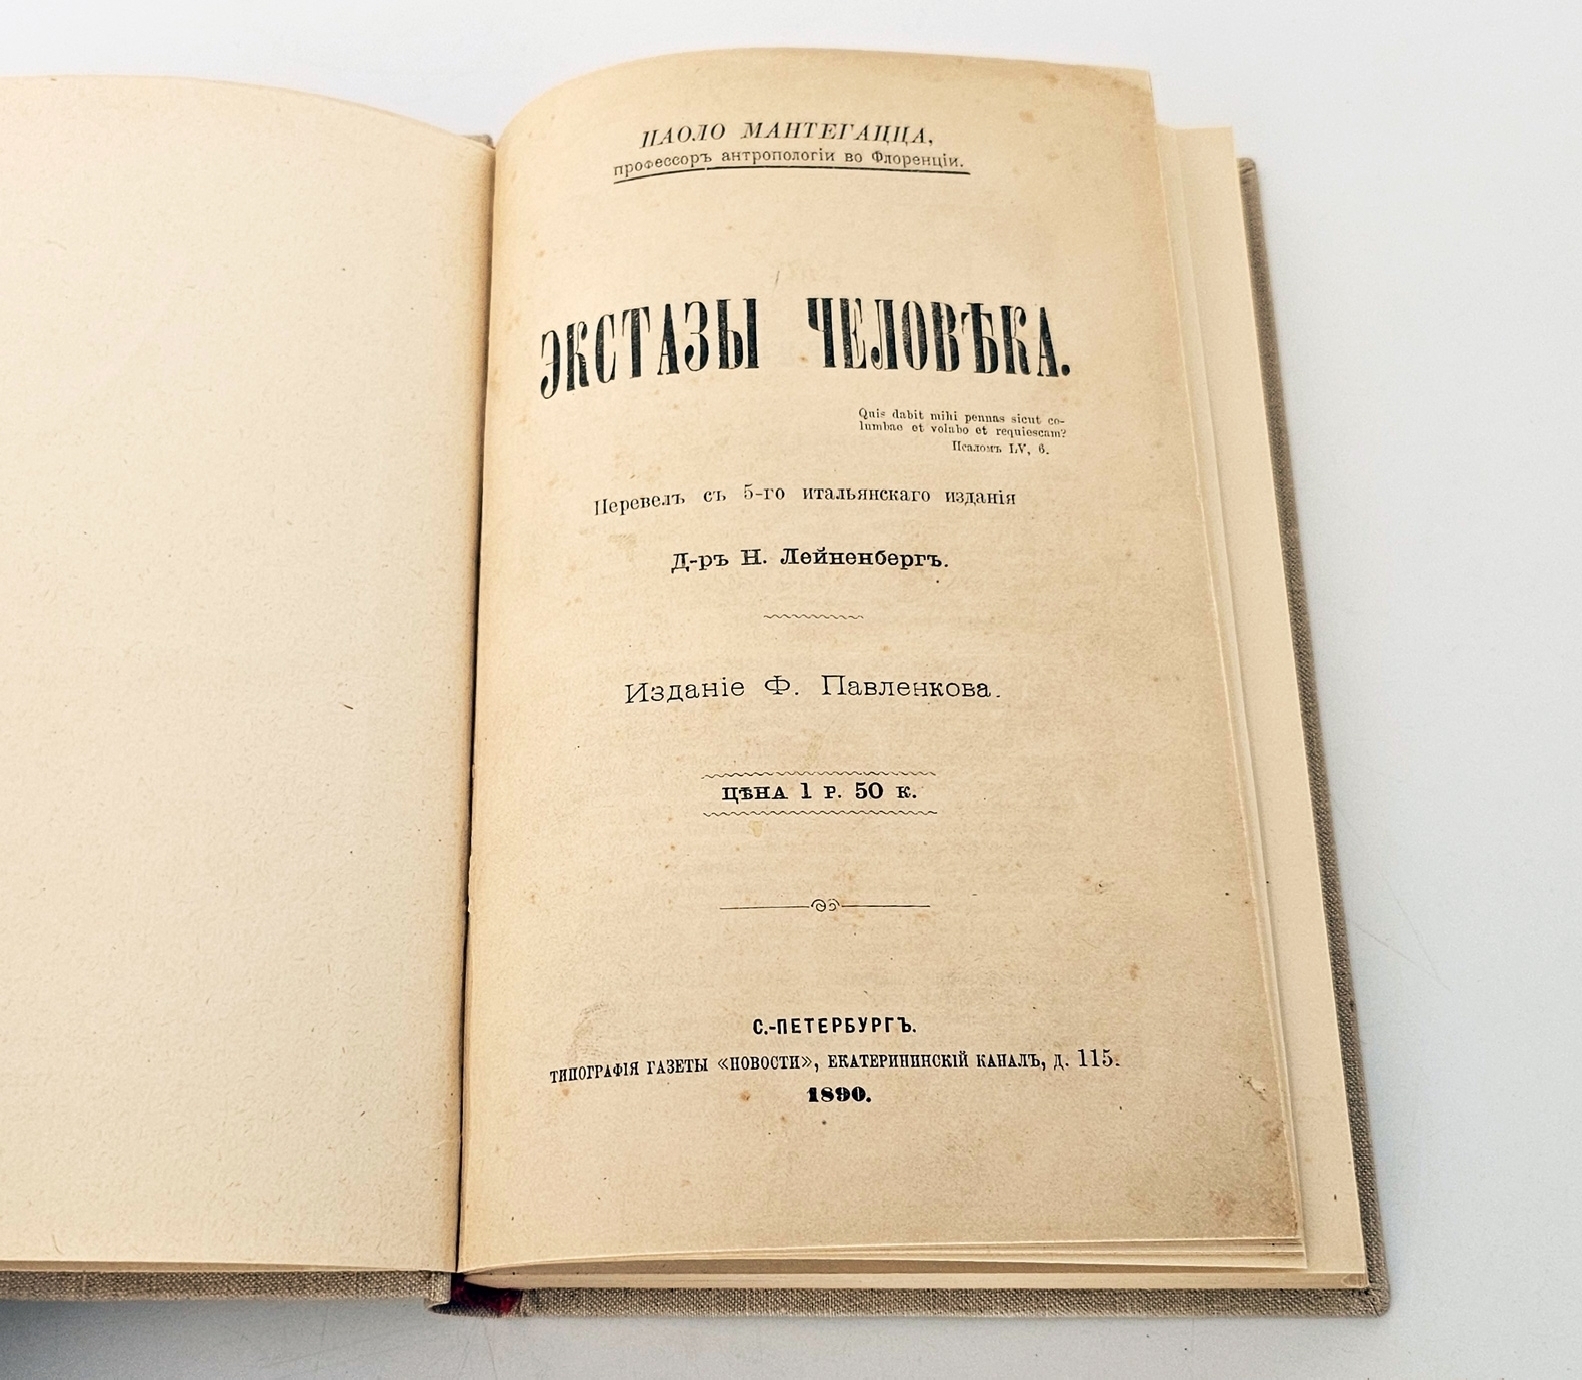 ПАОЛО МАНТЕГАЦЦА,
профессоръ антропологіи во Флоренціи.
ЭКСТАЗЫ ЧЕЛОВѢКА.
Quis dabit mihi pennas sicut co-
lumbae et volabo et requiescam?
Псаломъ LV, 6.
Перевелъ съ 5-го итальянскаго изданія
Д-ръ Н. Лейненбергъ.
Изданіе Ф. Павленкова.
ЦѢНА 1 Р. 50 К.
С.-ПЕТЕРБУРГЪ.
ТИПОГРАФІЯ ГАЗЕТЫ «НОВОСТИ», ЕКАТЕРИНИНСКІЙ КАНАЛЪ, Д. 115.
1890.